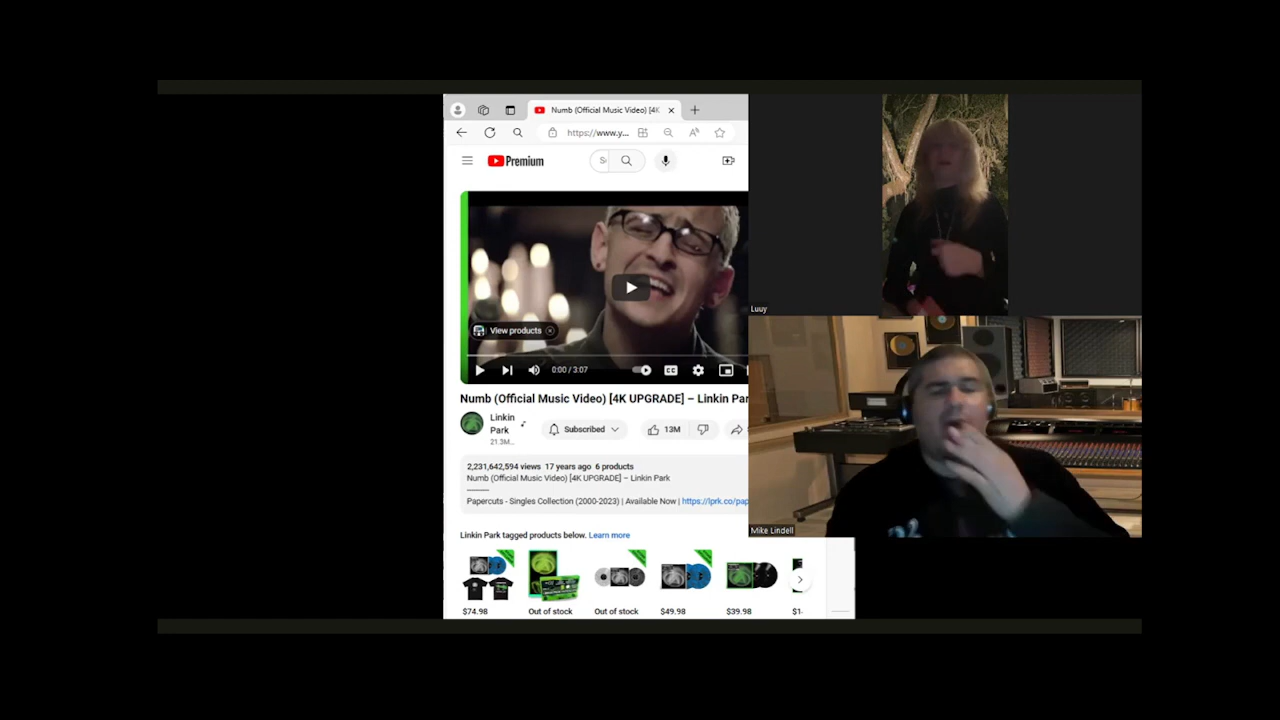 Numb (Official Music Video) [4K
https://www.y...
Premium
View products
0:00 / 3:07
Numb (Official Music Video) [4K UPGRADE] – Linkin Par
Linkin
Park
21.3M...
Subscribed
13M
2,231,642,594 views 17 years ago 6 products
Numb (Official Music Video) [4K UPGRADE] – Linkin Park
Papercuts - Singles Collection (2000-2023) | Available Now | https://lprk.co/pap
Linkin Park tagged products below. Learn more
$74.98
Out of stock
Out of stock
$49.98
$39.98
Luuy
Mike Lindell